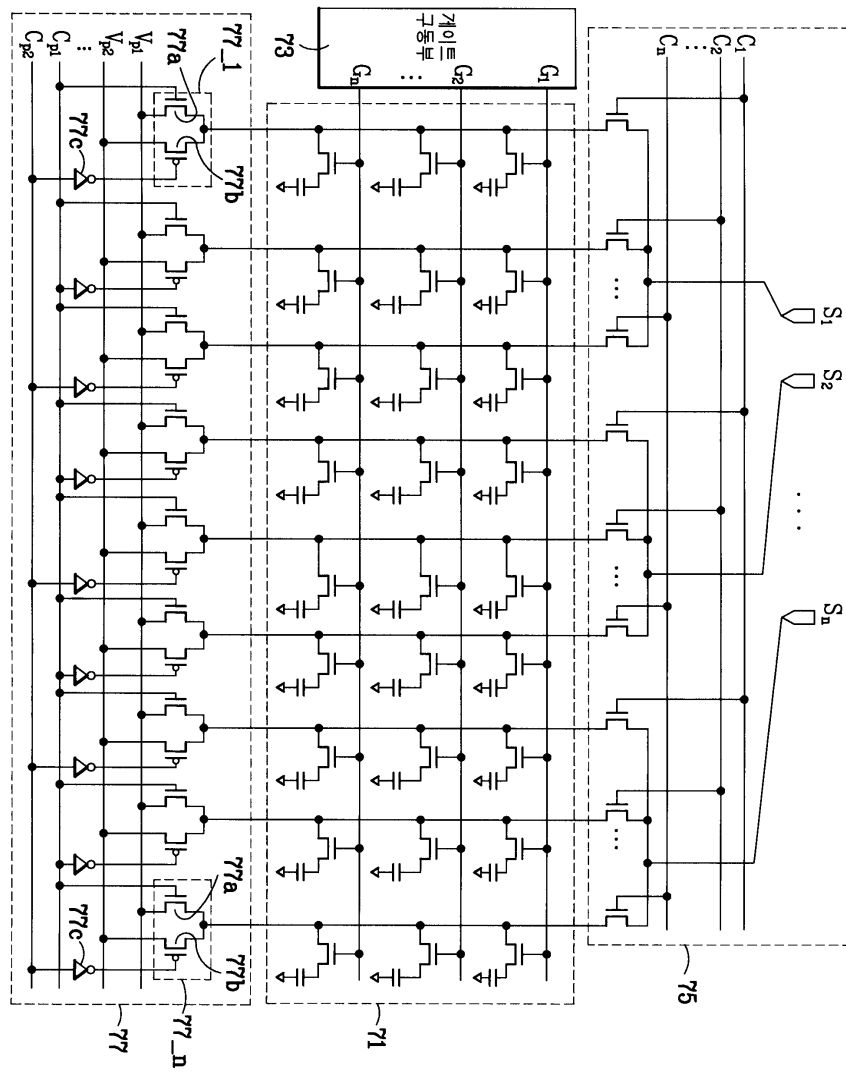 S1
S2
. . .
Sn
C1
C2
...
Cn
...
...
...
75
게이트
구동부
73
G1
G2
...
Gn
71
77_1
77a
77b
77c
Vp1
Vp2
...
Cp1
Cp2
77a
77b
77c
77_n
77